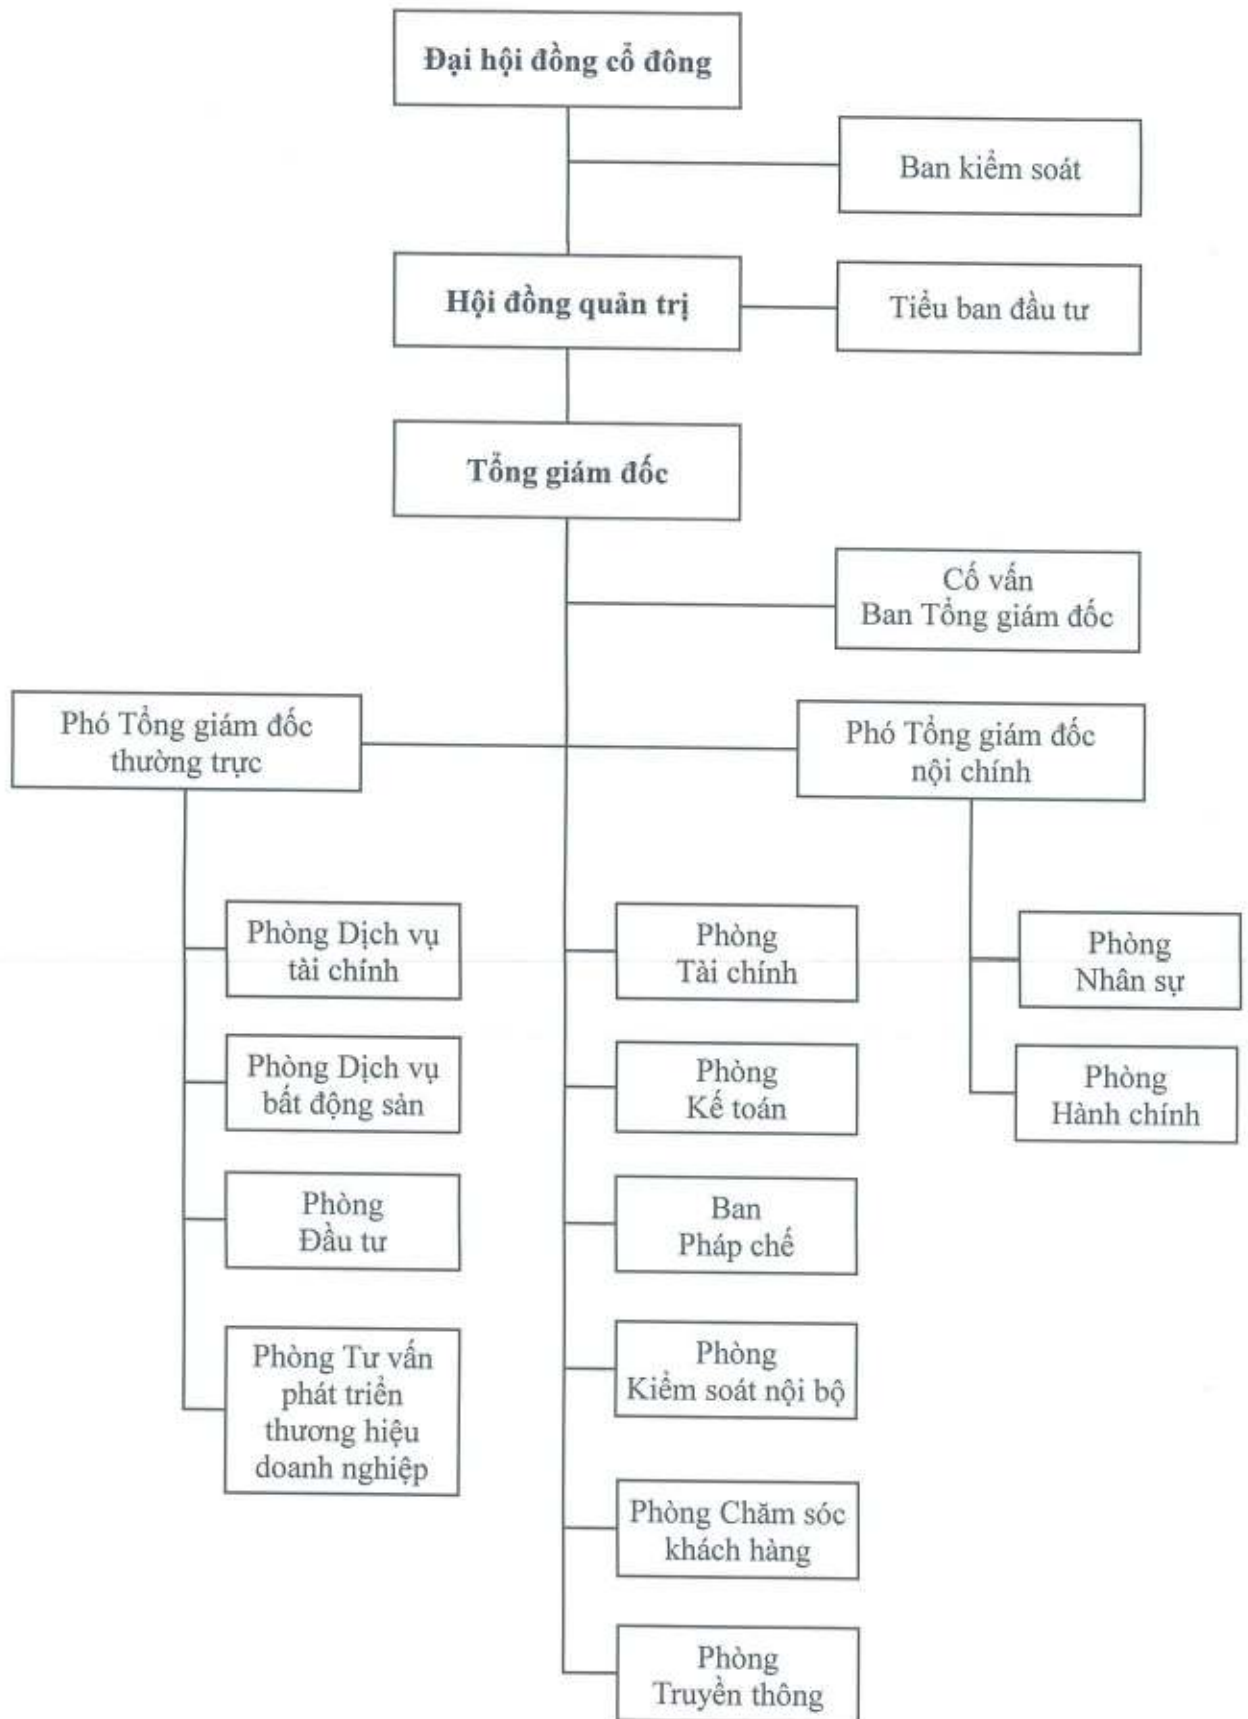 Đại hội đồng cổ đông
Ban kiểm soát
Hội đồng quản trị
Tiểu ban đầu tư
Tổng giám đốc
Cố vấn
Ban Tổng giám đốc
Phó Tổng giám đốc
thường trực
Phó Tổng giám đốc
nội chính
Phòng Dịch vụ
tài chính
Phòng Dịch vụ
bất động sản
Phòng
Đầu tư
Phòng Tư vấn
phát triển
thương hiệu
doanh nghiệp
Phòng
Tài chính
Phòng
Kế toán
Ban
Pháp chế
Phòng
Kiểm soát nội bộ
Phòng Chăm sóc
khách hàng
Phòng
Truyền thông
Phòng
Nhân sự
Phòng
Hành chính